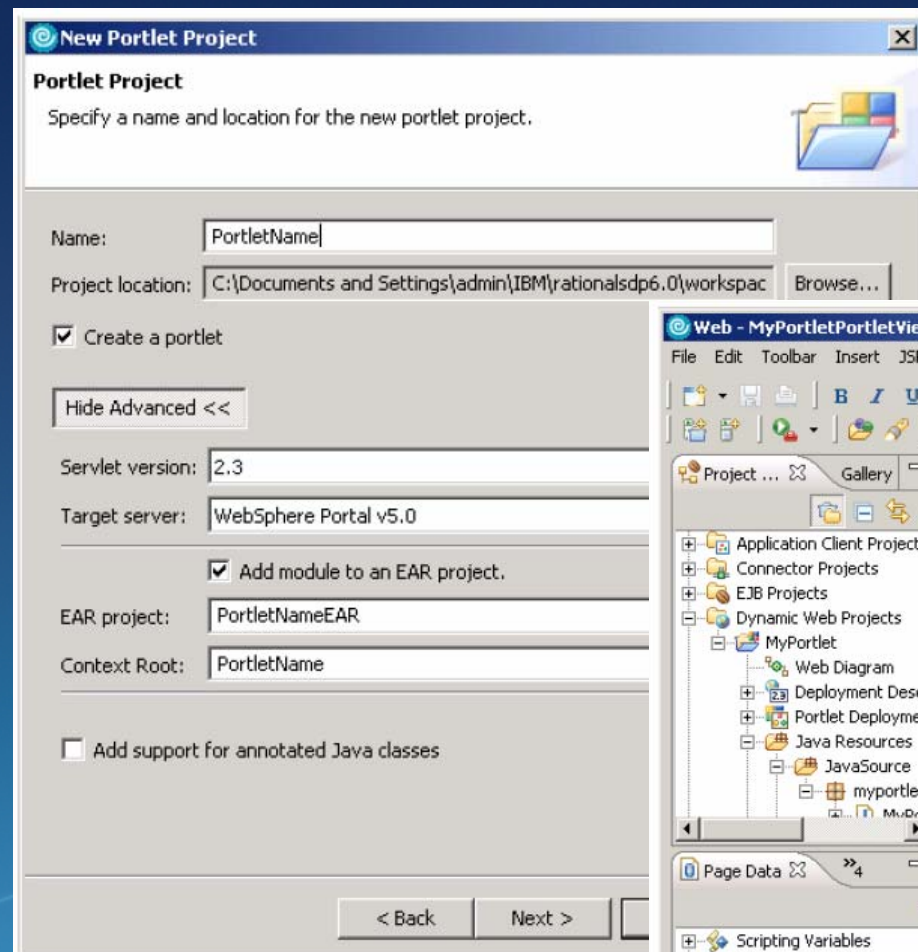 New Portlet Project
Portlet Project
Specify a name and location for the new portlet project.
Name: PortletName
Project location: C:\Documents and Settings\admin\IBM\rationalsdp6.0\workspac Browse...
Create a portlet
Hide Advanced <<
Servlet version: 2.3
Target server: WebSphere Portal v5.0
Add module to an EAR project.
EAR project: PortletNameEAR
Context Root: PortletName
Add support for annotated Java classes
< Back Next >
Web - MyPortletPortletVie
File Edit Toolbar Insert JS
B I U
Project ... Gallery
Application Client Project
Connector Projects
EJB Projects
Dynamic Web Projects
MyPortlet
Web Diagram
2.3 Deployment Desc
Portlet Deployme
Java Resources
JavaSource
myportle
Page Data »4
Scripting Variables